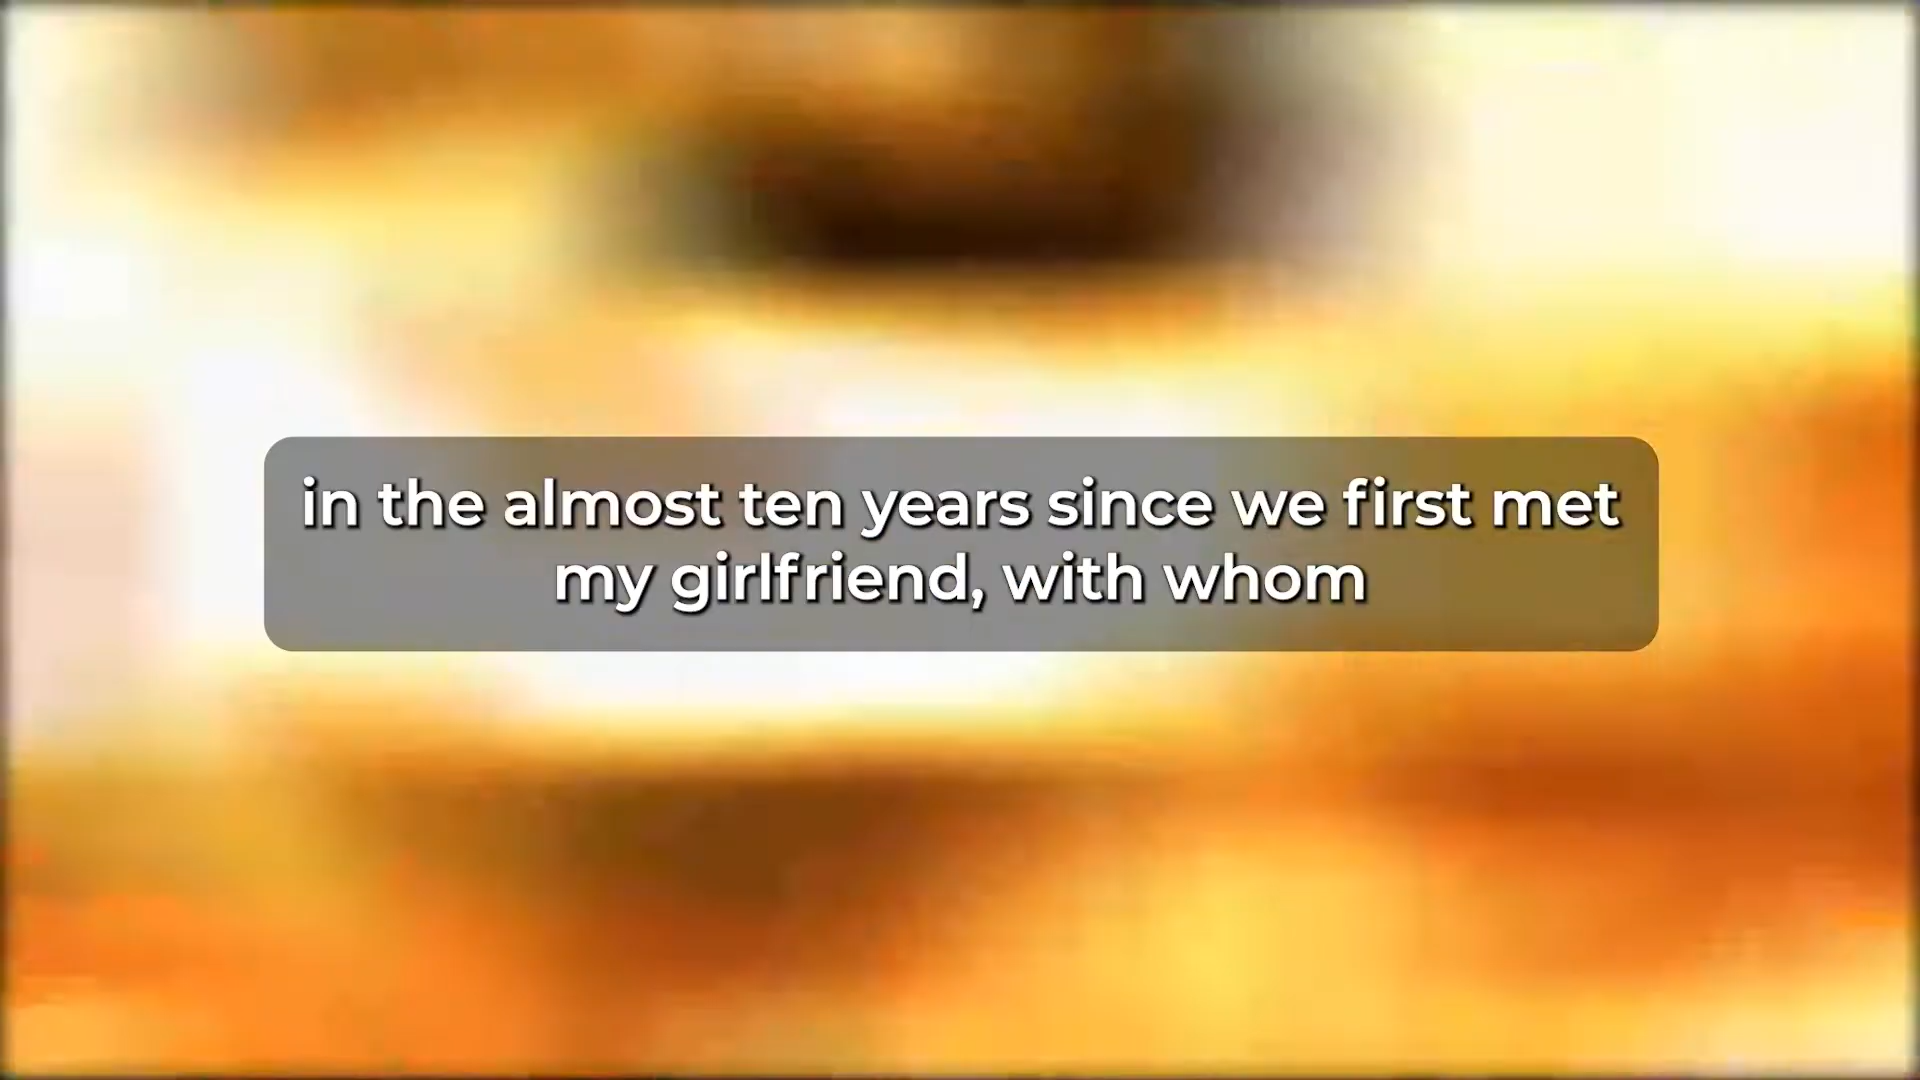 in the almost ten years since we first met
my girlfriend, with whom